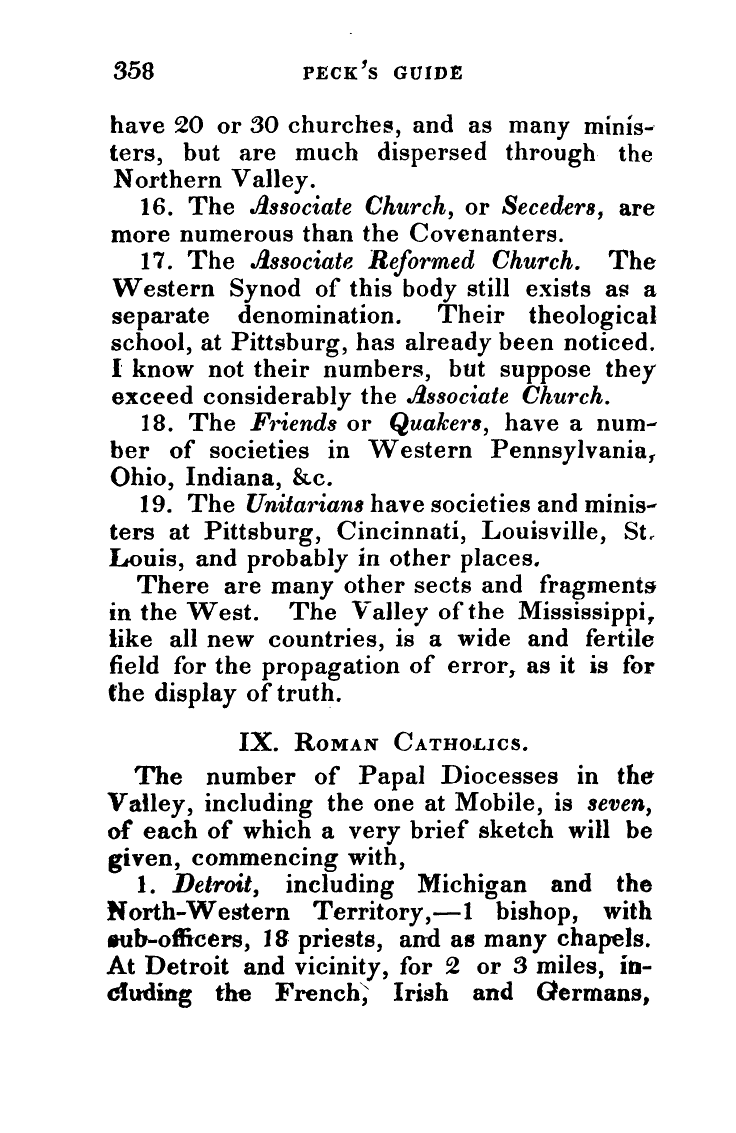 358 PECK'S GUIDE
have 20 or 30 churches, and as many minis-
ters, but are much dispersed through the
Northern Valley.
16. The Associate Church, or Seceders, are
more numerous than the Covenanters.
17. The Associate Reformed Church. The
Western Synod of this body still exists as a
separate denomination. Their theological
school, at Pittsburg, has already been noticed.
I know not their numbers, but suppose they
exceed considerably the Associate Church.
18. The Friends or Quakers, have a num-
ber of societies in Western Pennsylvania,
Ohio, Indiana, &c.
19. The Unitarians have societies and minis-
ters at Pittsburg, Cincinnati, Louisville, St.
Louis, and probably in other places.
There are many other sects and fragments
in the West. The Valley of the Mississippi,
like all new countries, is a wide and fertile
field for the propagation of error, as it is for
the display of truth.
IX. ROMAN CATHOLICS.
The number of Papal Diocesses in the
Valley, including the one at Mobile, is seven,
of each of which a very brief sketch will be
given, commencing with,
1. Detroit, including Michigan and the
North-Western Territory,—1 bishop, with
sub-officers, 18 priests, and as many chapels.
At Detroit and vicinity, for 2 or 3 miles, in-
cluding the French, Irish and Germans,